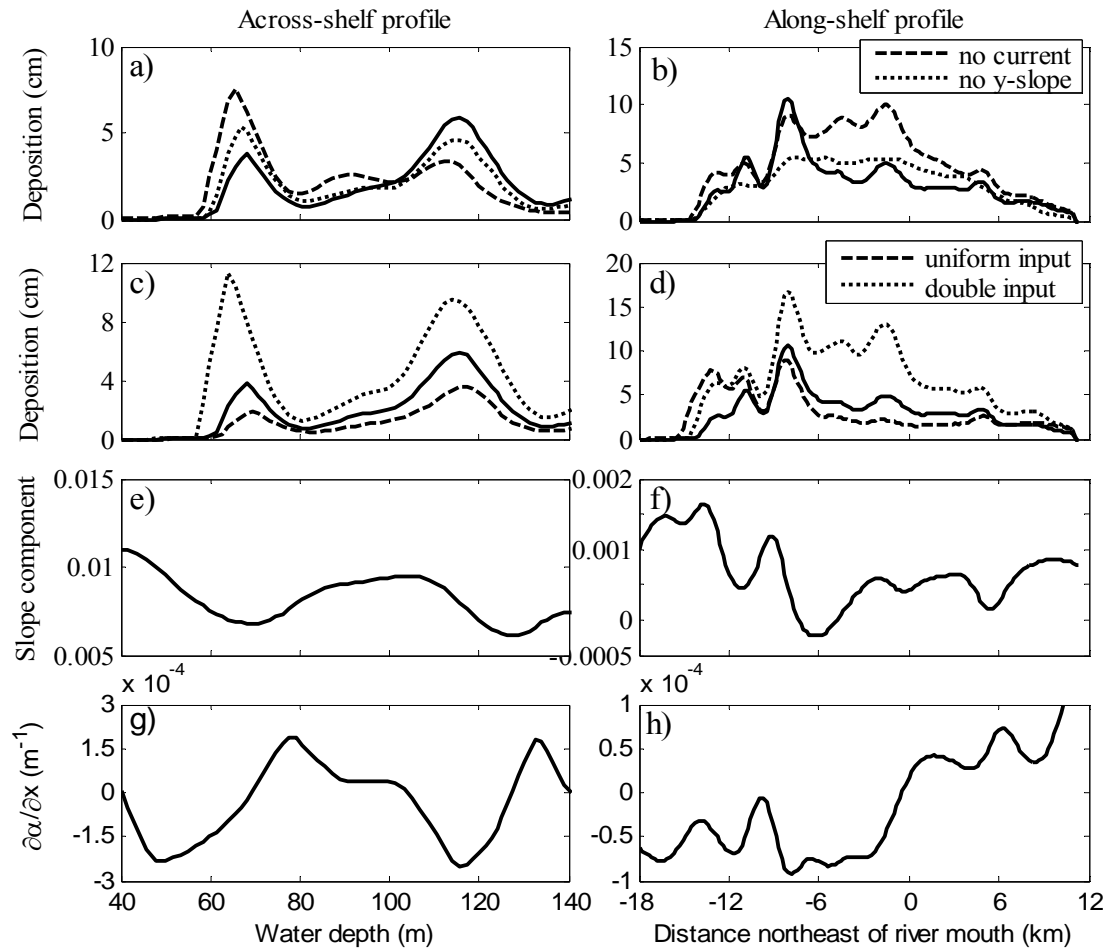 Across-shelf profile
Along-shelf profile
Deposition (cm)
10
5
0
a)
15
10
5
0
b)
no current
no y-slope
Deposition (cm)
12
8
4
0
c)
20
15
10
5
0
d)
uniform input
double input
Slope component
0.015
0.01
0.005
e)
0.002
0.001
0
-0.0005
f)
x 10^-4
x 10^-4
∂α/∂x (m^-1)
3
1.5
0
-1.5
-3
g)
1
0.5
0
-0.5
-1
h)
40 60 80 100 120 140
-18 -12 -6 0 6 12
Water depth (m)
Distance northeast of river mouth (km)